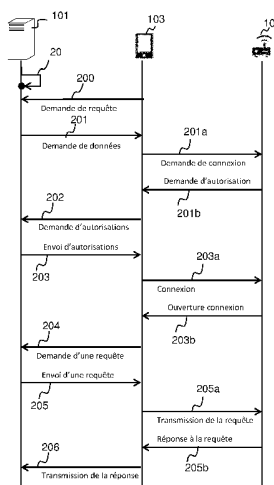 101
103
10
20
200
Demande de requête
201
Demande de données
201a
Demande de connexion
Demande d'autorisation
201b
202
Demande d'autorisations
Envoi d'autorisations
203
203a
Connexion
Ouverture connexion
203b
204
Demande d'une requête
Envoi d'une requête
205
205a
Transmission de la requête
Réponse à la requête
205b
206
Transmission de la réponse